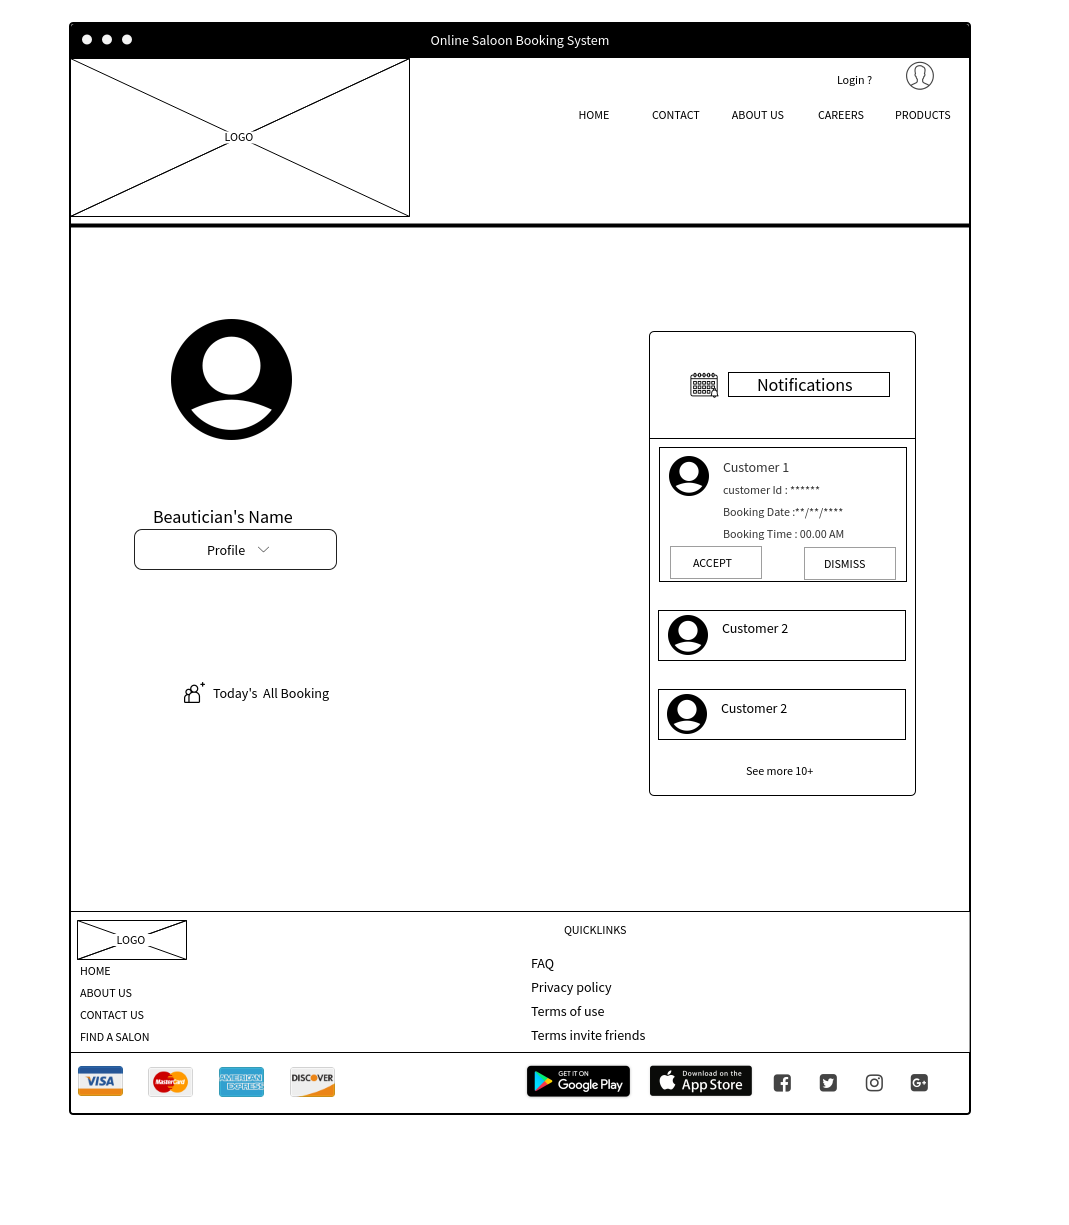 Online Saloon Booking System
LOGO
Login ?
HOME CONTACT ABOUT US CAREERS PRODUCTS
Beautician's Name
Profile
Today's All Booking
Notifications
Customer 1
customer Id : ******
Booking Date :**/**/****
Booking Time : 00.00 AM
ACCEPT DISMISS
Customer 2
Customer 2
See more 10+
LOGO
HOME
ABOUT US
CONTACT US
FIND A SALON
QUICKLINKS
FAQ
Privacy policy
Terms of use
Terms invite friends
VISA
MasterCard
AMERICAN
EXPRESS
DISCOVER
GET IT ON
Google Play
Download on the
App Store
G+